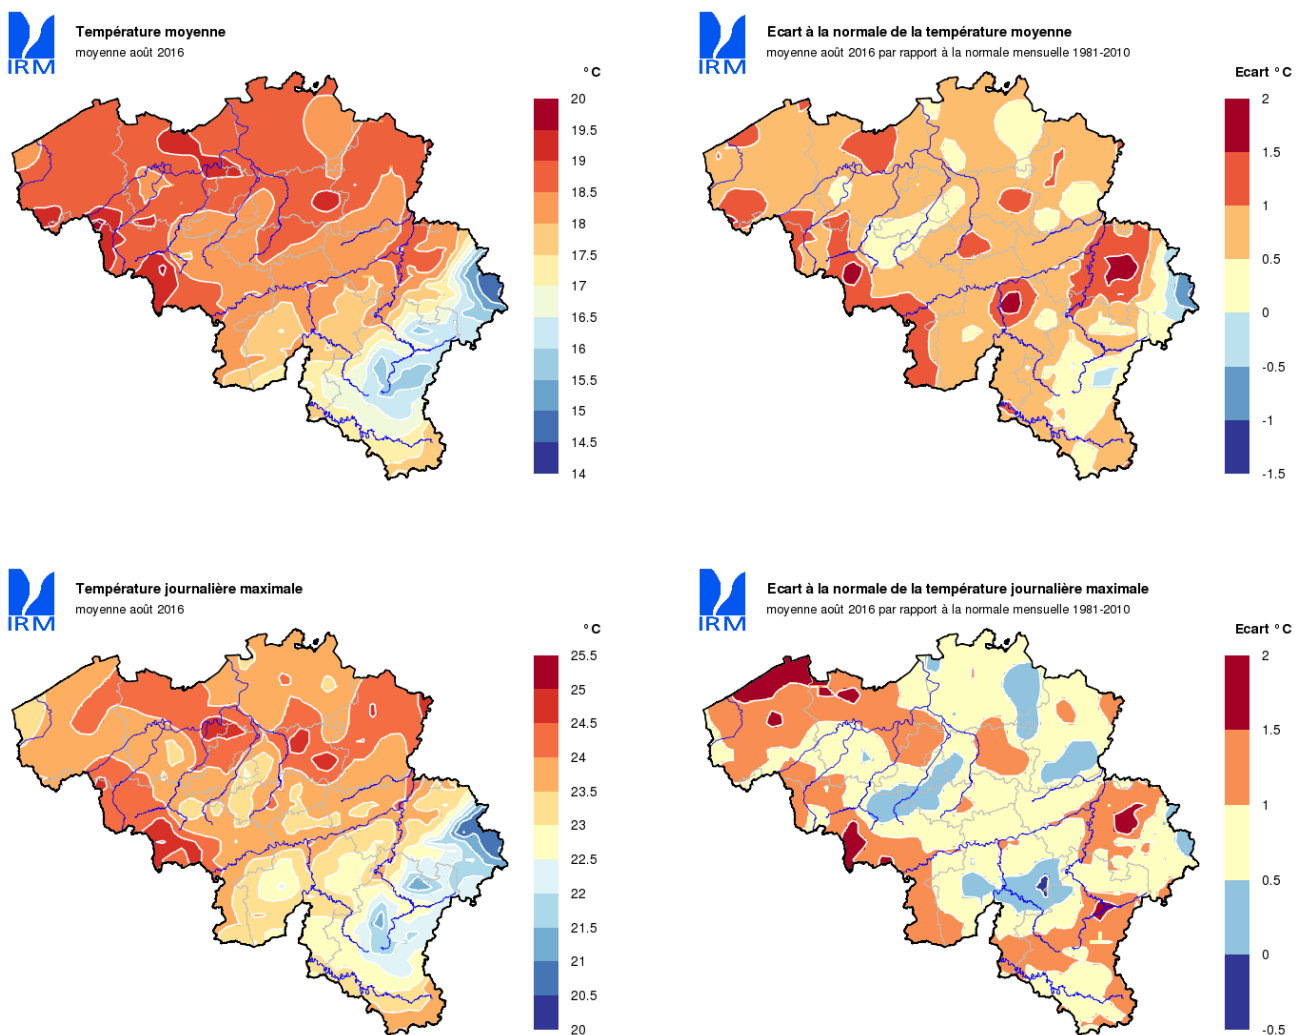 IRM
Température moyenne
moyenne août 2016
°C
20
19.5
19
18.5
18
17.5
17
16.5
16
15.5
15
14.5
14
IRM
Ecart à la normale de la température moyenne
moyenne août 2016 par rapport à la normale mensuelle 1981-2010
Ecart °C
2
1.5
1
0.5
0
-0.5
-1
-1.5
IRM
Température journalière maximale
moyenne août 2016
°C
25.5
25
24.5
24
23.5
23
22.5
22
21.5
21
20.5
20
IRM
Ecart à la normale de la température journalière maximale
moyenne août 2016 par rapport à la normale mensuelle 1981-2010
Ecart °C
2
1.5
1
0.5
0
-0.5